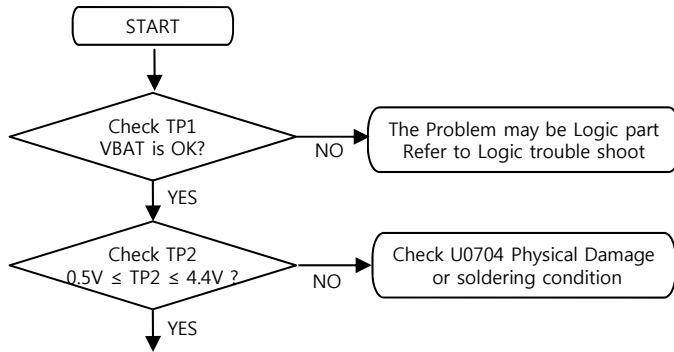 START
Check TP1
VBAT is OK?
NO
The Problem may be Logic part
Refer to Logic trouble shoot
YES
Check TP2
0.5V ≤ TP2 ≤ 4.4V ?
NO
Check U0704 Physical Damage
or soldering condition
YES